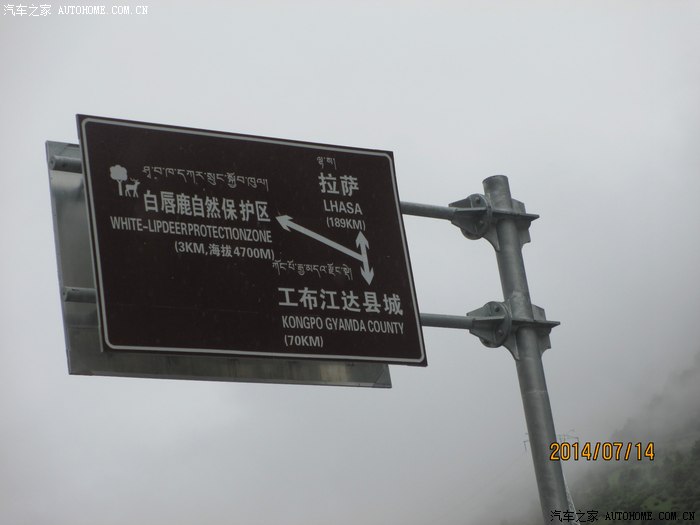 汽车之家 AUTOHOME.COM.CN
ལྷ་ས།
拉萨
LHASA
(189KM)
白唇鹿自然保护区
WHITE-LIPDEERPROTECTIONZONE
(3KM,海拔4700M)
ཀོང་པོ་རྒྱ་མདའ་རྫོང་
工布江达县城
KONGPO GYAMDA COUNTY
(70KM)
2014/07/14
汽车之家 AUTOHOME.COM.CN